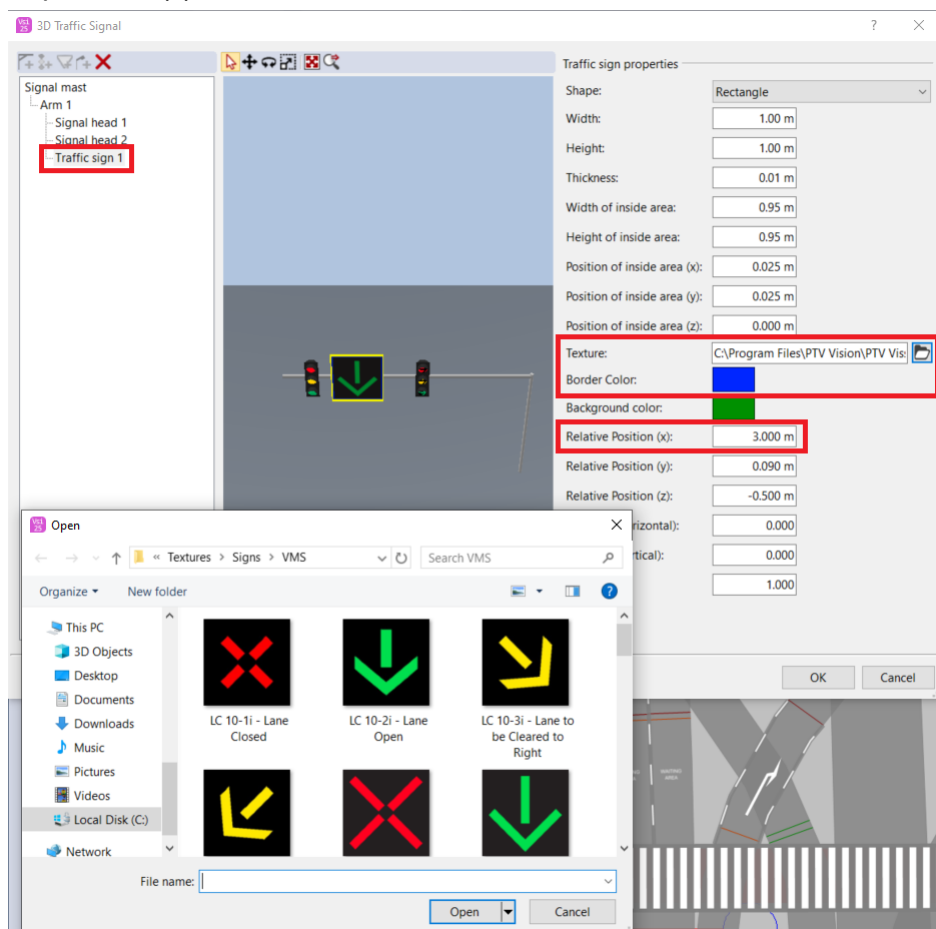 Vis 25 3D Traffic Signal ? ×
Signal mast
Arm 1
Signal head 1
Signal head 2
Traffic sign 1
Traffic sign properties
Shape: Rectangle
Width: 1.00 m
Height: 1.00 m
Thickness: 0.01 m
Width of inside area: 0.95 m
Height of inside area: 0.95 m
Position of inside area (x): 0.025 m
Position of inside area (y): 0.025 m
Position of inside area (z): 0.000 m
Texture: C:\Program Files\PTV Vision\PTV Vis:
Border Color:
Background color:
Relative Position (x): 3.000 m
Relative Position (y): 0.090 m
Relative Position (z): -0.500 m
rizontal): 0.000
rtical): 0.000
1.000
OK Cancel
Open
« Textures > Signs > VMS
Search VMS
Organize
New folder
This PC
3D Objects
Desktop
Documents
Downloads
Music
Pictures
Videos
Local Disk (C:)
Network
LC 10-1i - Lane
Closed
LC 10-2i - Lane
Open
LC 10-3i - Lane to
be Cleared to
Right
File name:
Open Cancel
WAITING
AREA